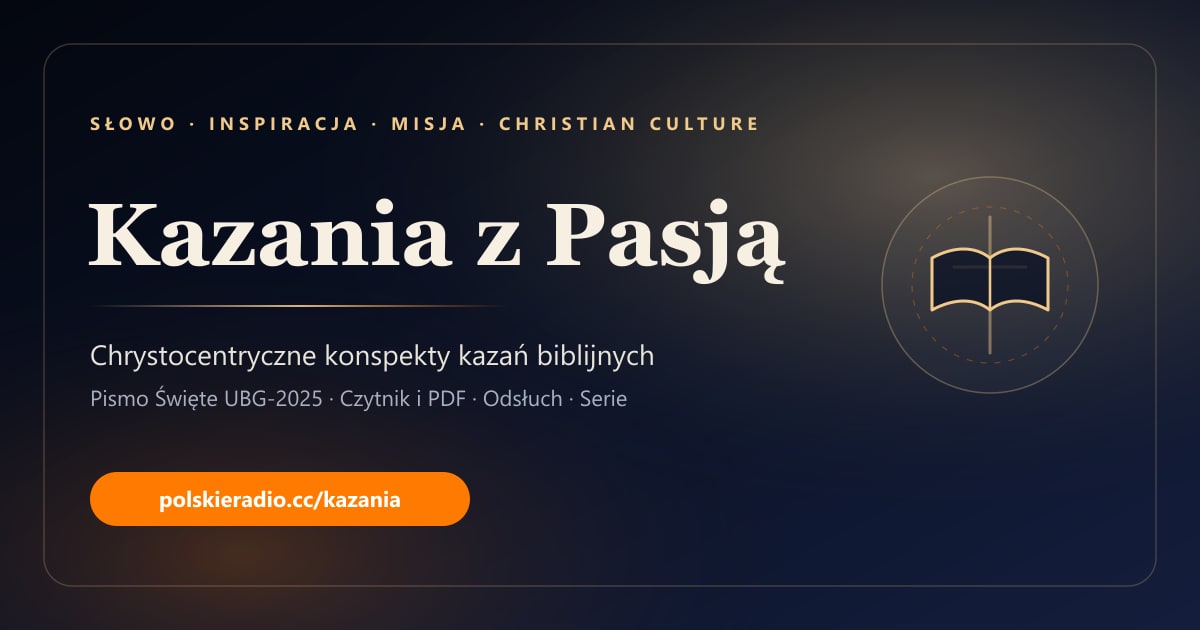 SŁOWO · INSPIRACJA · MISJA · CHRISTIAN CULTURE
Kazania z Pasją
Chrystocentryczne konspekty kazań biblijnych
Pismo Święte UBG-2025 · Czytnik i PDF · Odsłuch · Serie
polskieradio.cc/kazania